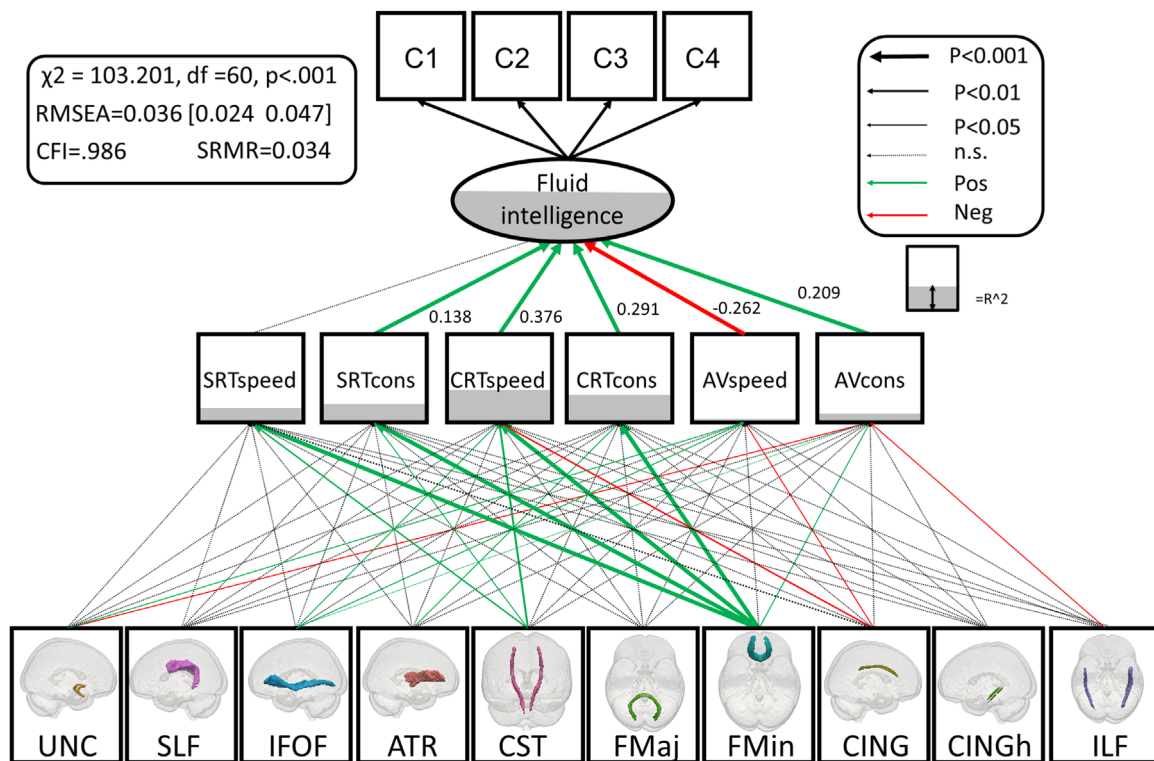 C1 C2 C3 C4
χ2 = 103.201, df =60, p<.001
RMSEA=0.036 [0.024 0.047]
CFI=.986 SRMR=0.034
P<0.001
P<0.01
P<0.05
n.s.
Pos
Neg
=R^2
Fluid
intelligence
0.138 0.376 0.291 -0.262 0.209
SRTspeed SRTcons CRTspeed CRTcons AVspeed AVcons
UNC SLF IFOF ATR CST FMaj FMin CING CINGh ILF